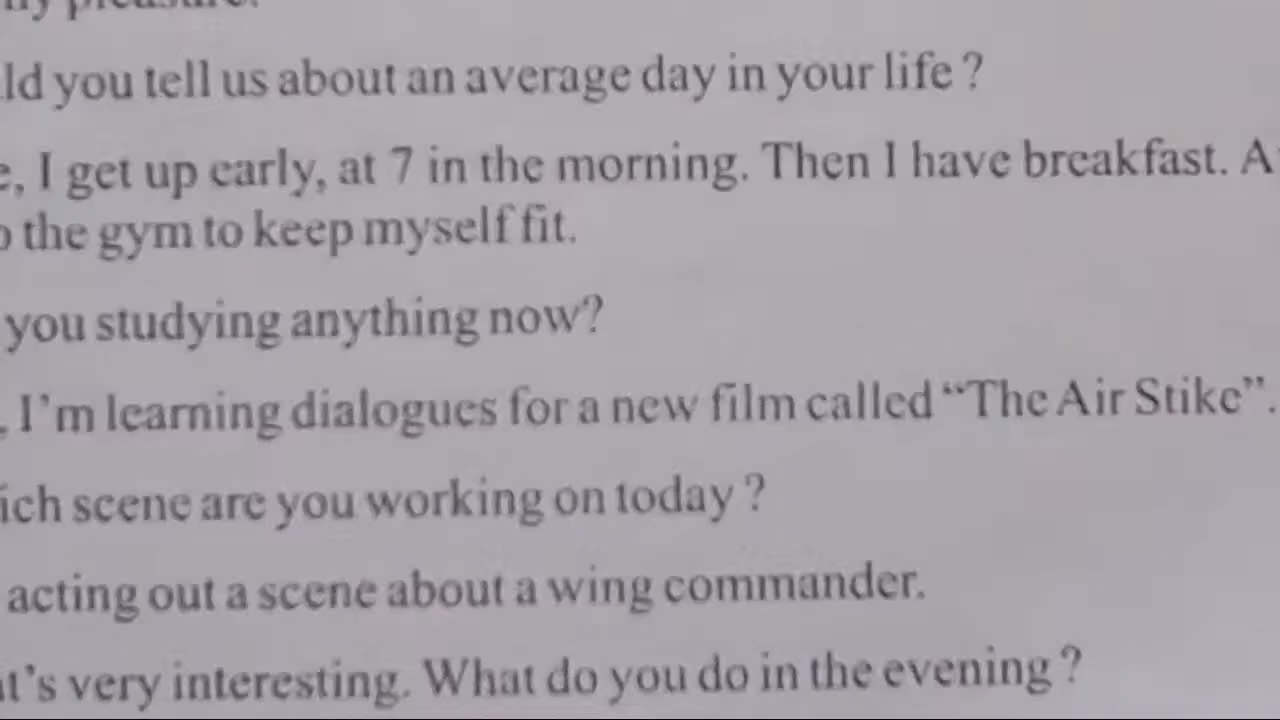 my pleasure.
ld you tell us about an average day in your life ?
e, I get up early, at 7 in the morning. Then I have breakfast. A
o the gym to keep myself fit.
you studying anything now?
, I'm learning dialogues for a new film called “The Air Stike”.
ich scene are you working on today ?
acting out a scene about a wing commander.
at's very interesting. What do you do in the evening ?